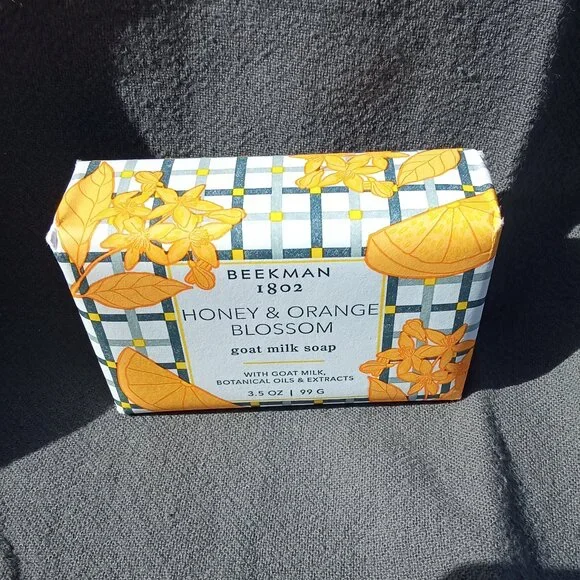 BEEKMAN
1802
HONEY & ORANGE
BLOSSOM
goat milk soap
WITH GOAT MILK,
BOTANICAL OILS & EXTRACTS
3.5 OZ | 99 G